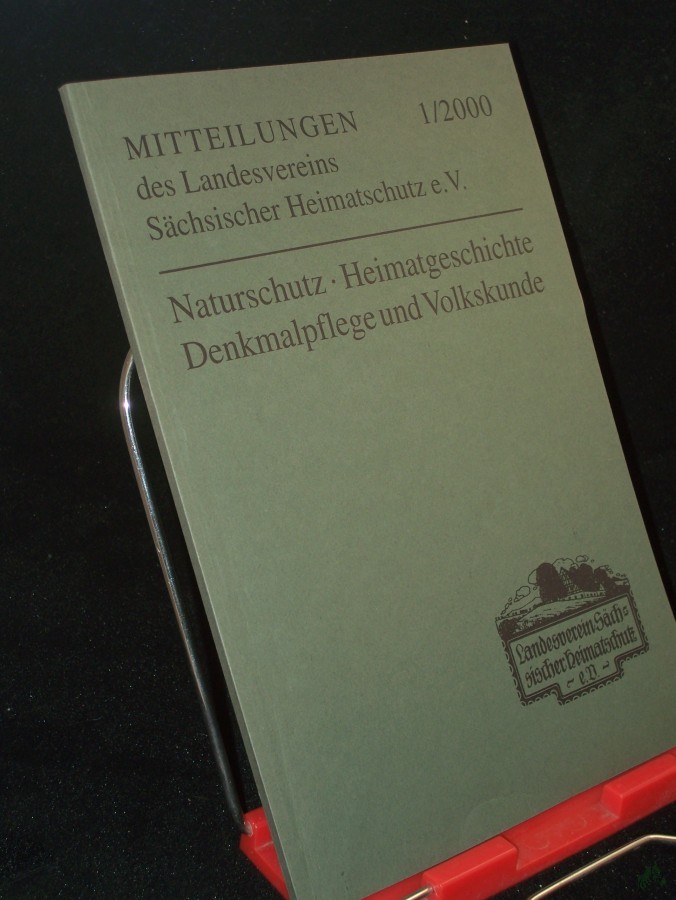 MITTEILUNGEN 1/2000
des Landesvereins
Sächsischer Heimatschutz e.V.
Naturschutz · Heimatgeschichte
Denkmalpflege und Volkskunde
Landesverein Säch=
sischer Heimatschutz
e.V.